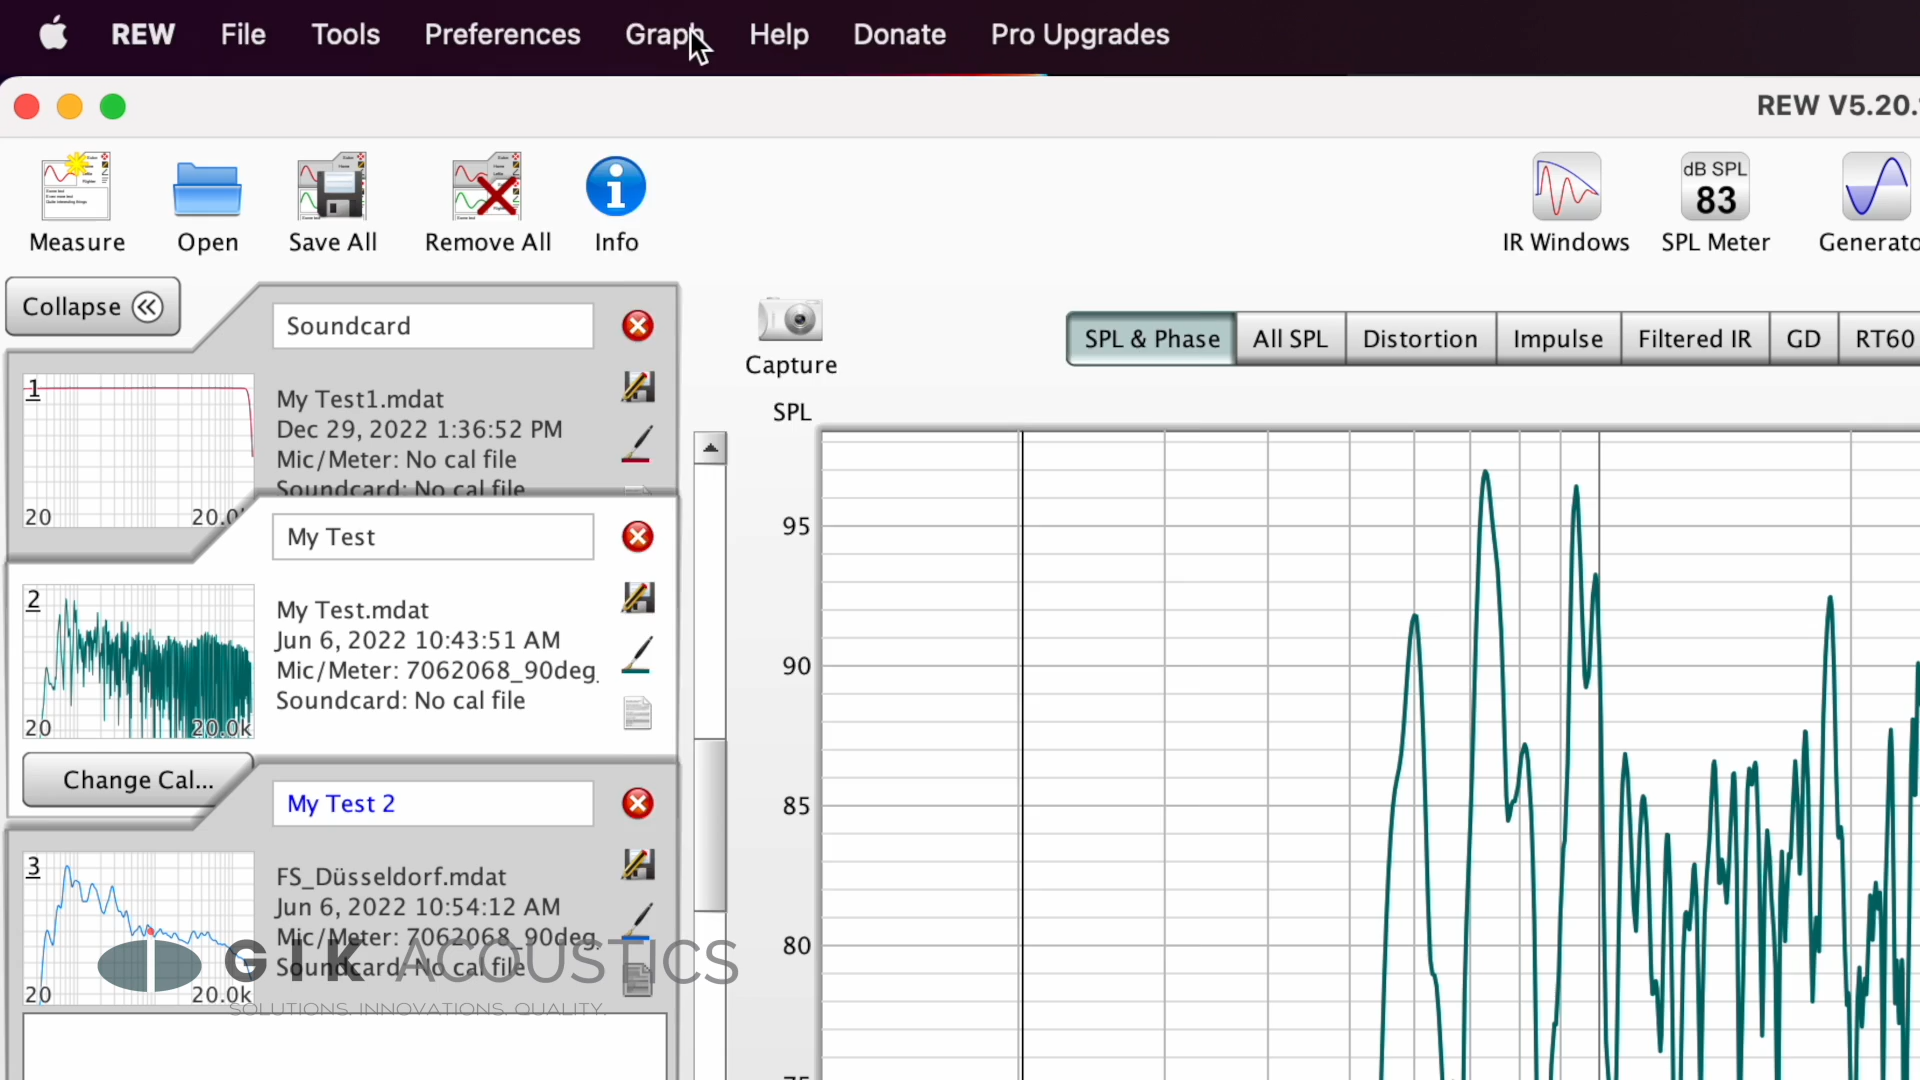 REW File Tools Preferences Graph Help Donate Pro Upgrades
REW V5.20.
Measure Open Save All Remove All Info
dB SPL
83
IR Windows SPL Meter Generato
Collapse
Soundcard
1
My Test1.mdat
Dec 29, 2022 1:36:52 PM
Mic/Meter: No cal file
Soundcard: No cal file
20 20.0
My Test
2
My Test.mdat
Jun 6, 2022 10:43:51 AM
Mic/Meter: 7062068_90deg.
Soundcard: No cal file
20 20.0k
Change Cal...
My Test 2
3
FS_Düsseldorf.mdat
Jun 6, 2022 10:54:12 AM
Mic/Meter: 7062068_90deg.
Soundcard: No cal file
20 20.0k
GIK ACOUSTICS
SOLUTIONS. INNOVATIONS. QUALITY.
Capture
SPL & Phase All SPL Distortion Impulse Filtered IR GD RT60
SPL
95
90
85
80
75